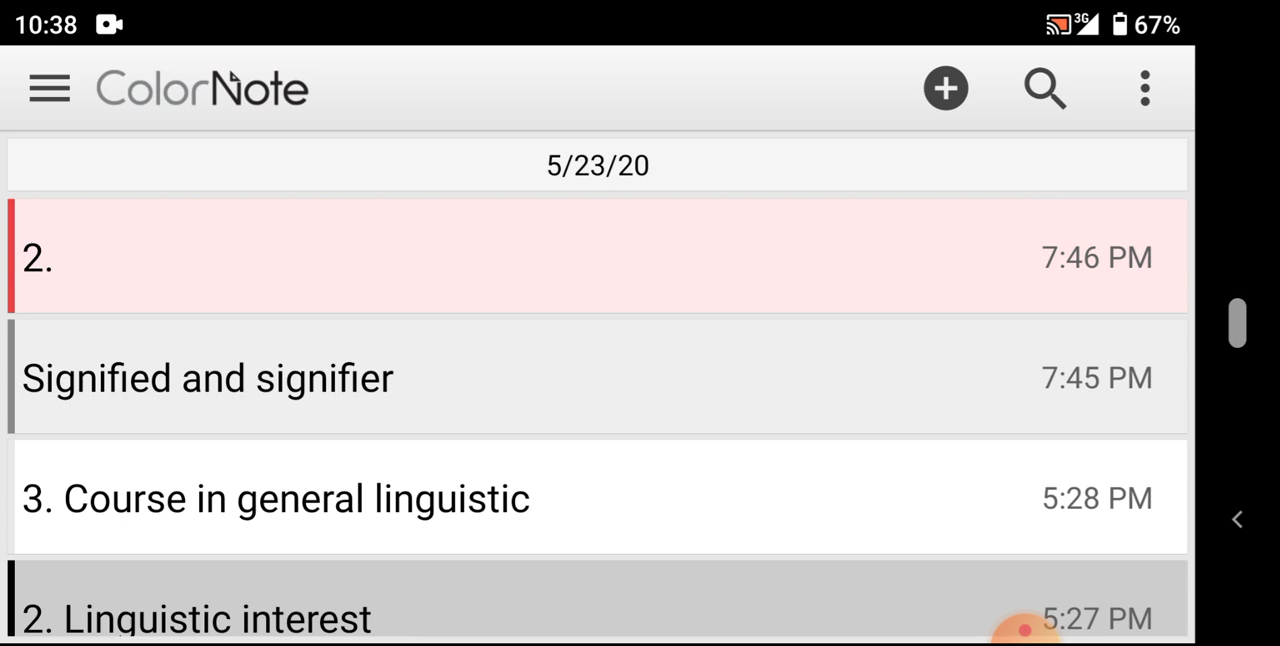 10:38 3G 67%
ColorNote
5/23/20
2. 7:46 PM
Signified and signifier 7:45 PM
3. Course in general linguistic 5:28 PM
2. Linguistic interest 5:27 PM